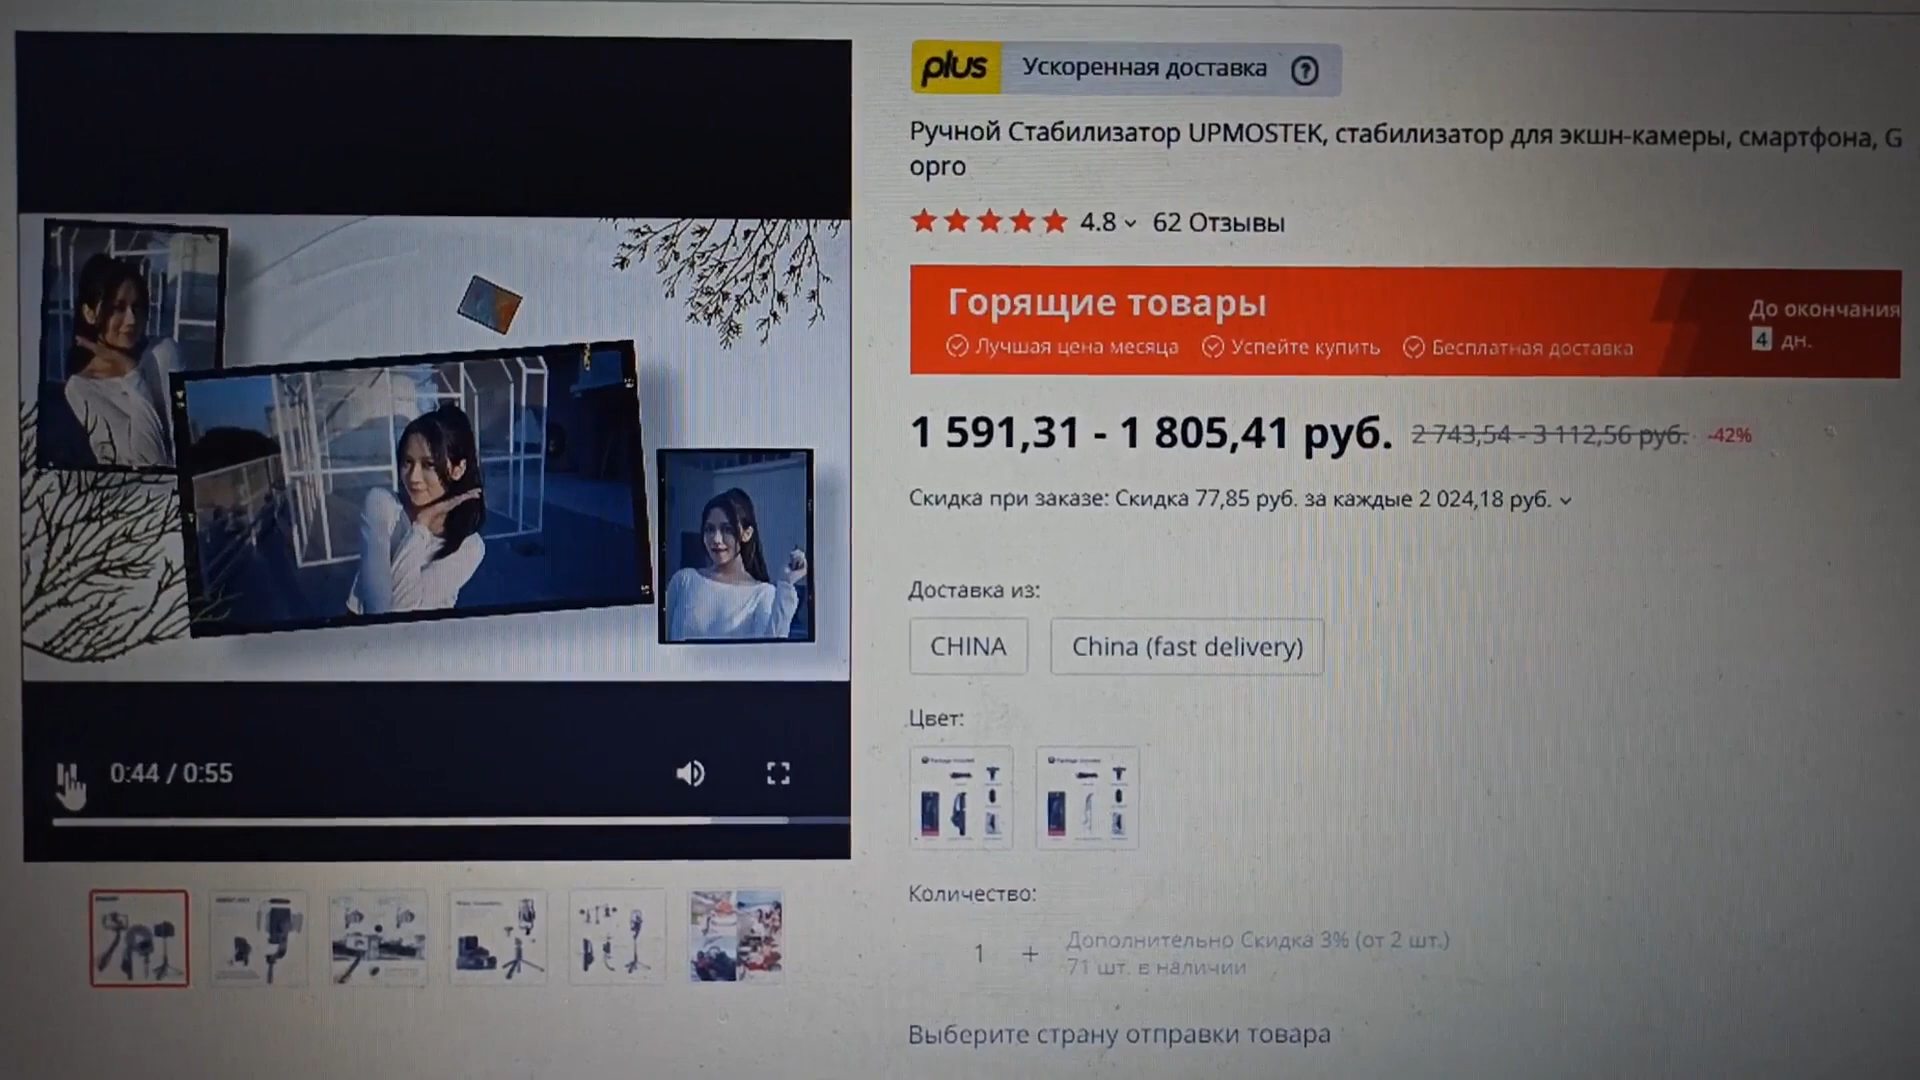 plus Ускоренная доставка ?
Ручной Стабилизатор UPMOSTEK, стабилизатор для экшн-камеры, смартфона, G
opro
4.8 62 Отзывы
Горящие товары
До окончания
Лучшая цена месяца Успейте купить Бесплатная доставка
4 дн.
1 591,31 - 1 805,41 руб. 2 743,54 - 3 112,56 руб. -42%
Скидка при заказе: Скидка 77,85 руб. за каждые 2 024,18 руб.
Доставка из:
CHINA China (fast delivery)
Цвет:
0:44 / 0:55
Количество:
1 + Дополнительно Скидка 3% (от 2 шт.)
71 шт. в наличии
Выберите страну отправки товара